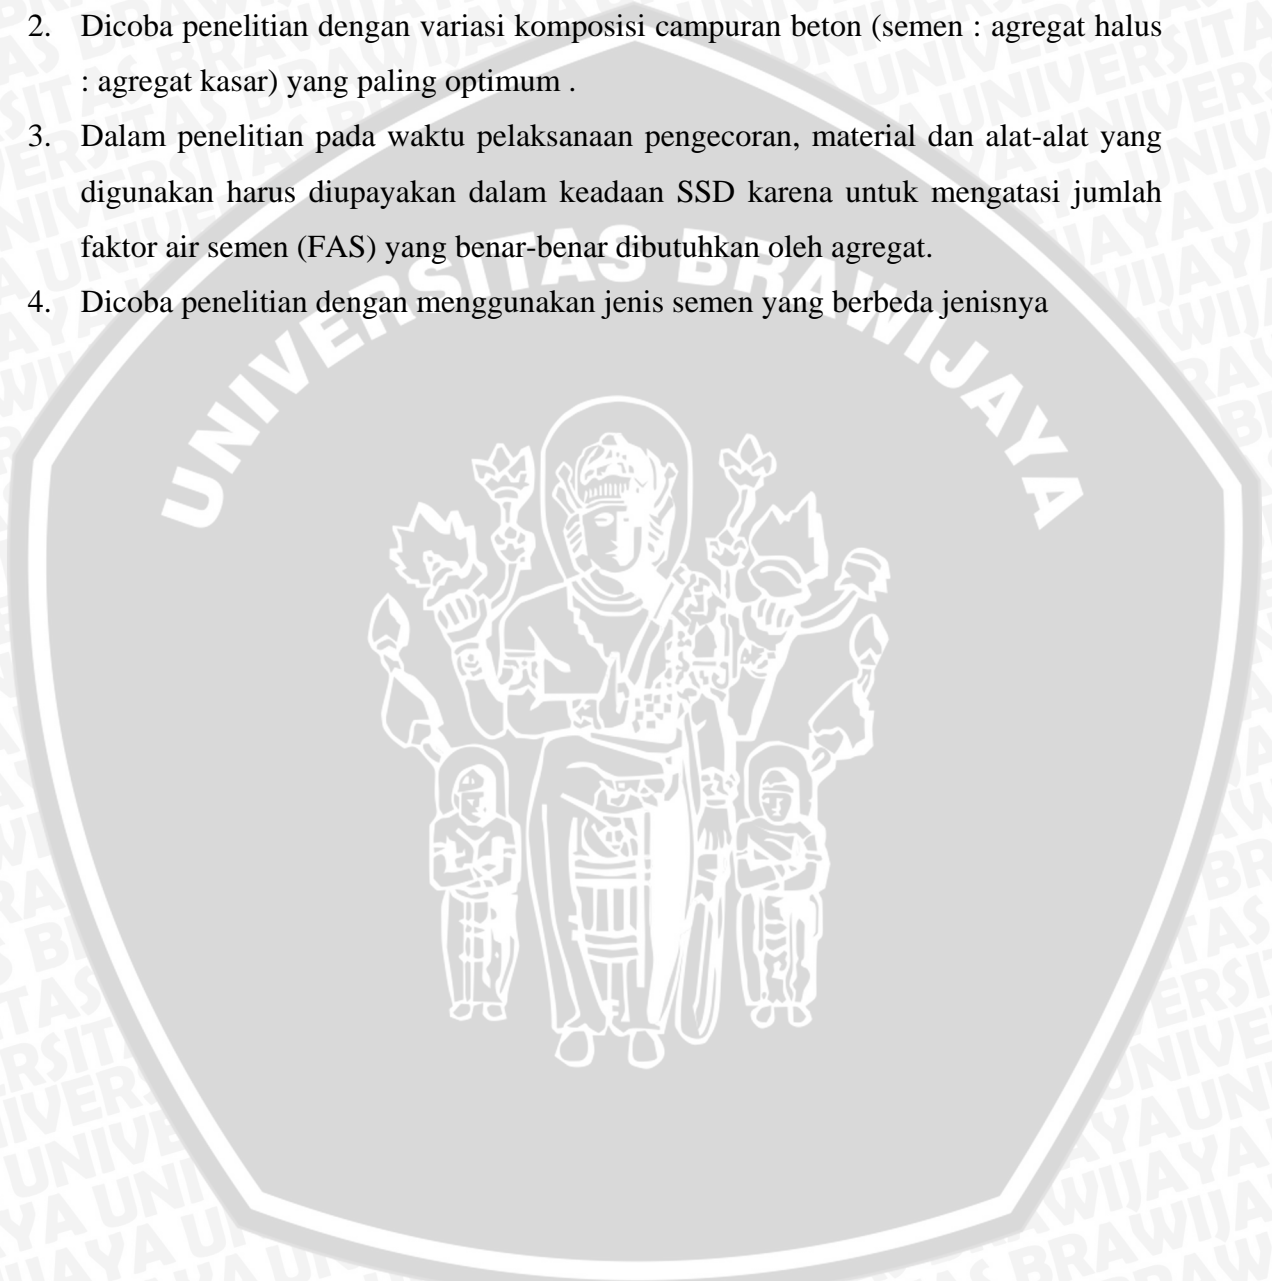 2. Dicoba penelitian dengan variasi komposisi campuran beton (semen : agregat halus
: agregat kasar) yang paling optimum .
3. Dalam penelitian pada waktu pelaksanaan pengecoran, material dan alat-alat yang
digunakan harus diupayakan dalam keadaan SSD karena untuk mengatasi jumlah
faktor air semen (FAS) yang benar-benar dibutuhkan oleh agregat.
4. Dicoba penelitian dengan menggunakan jenis semen yang berbeda jenisnya
UNIVERSITAS BRAWIJAYA